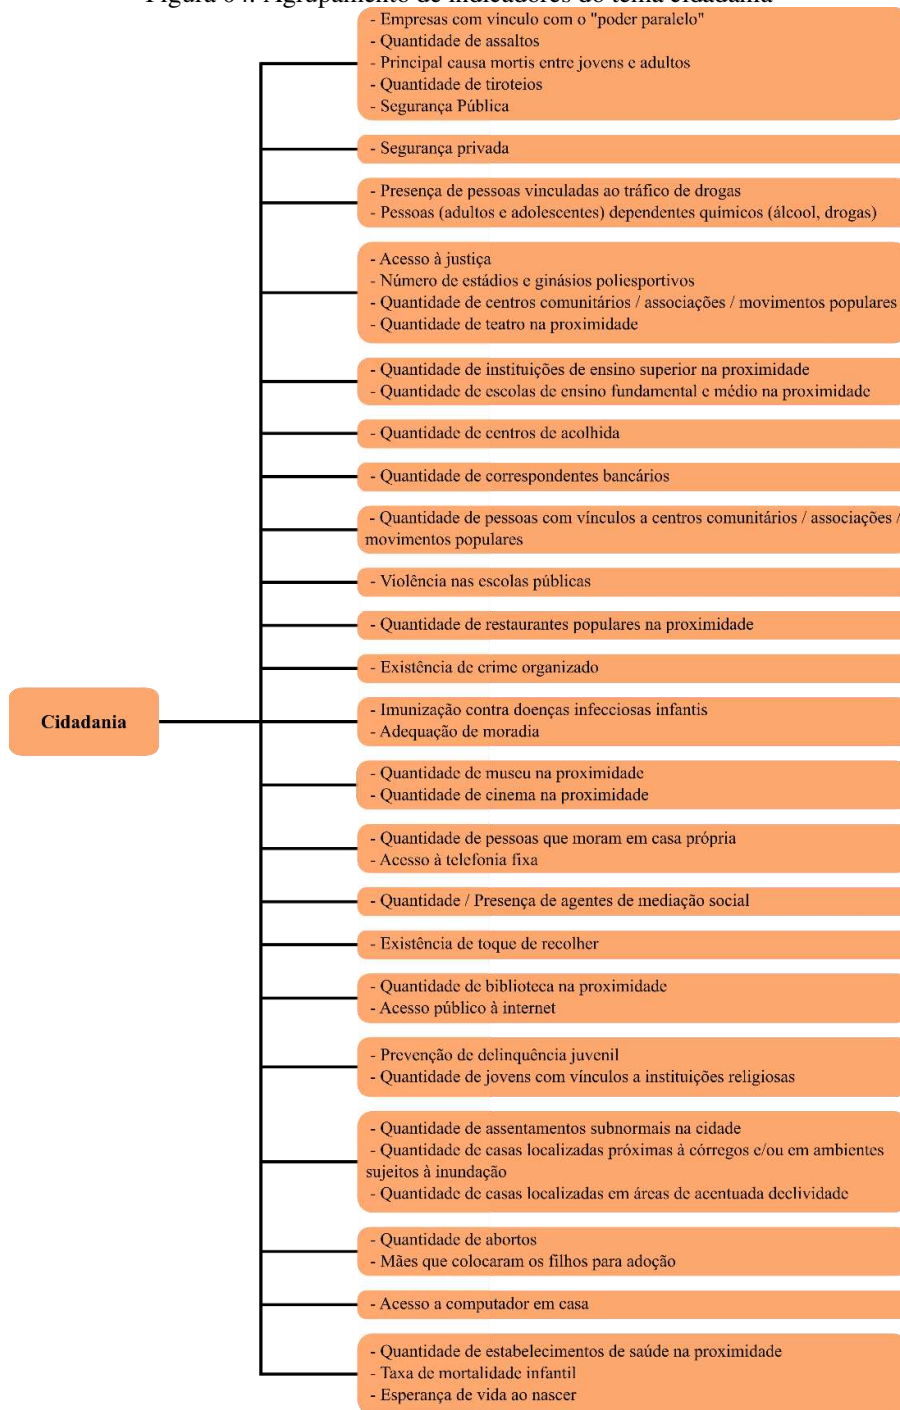 Figura 64. Agrupamento de indicadores do tema cidadania
- Empresas com vínculo com o "poder paralelo"
- Quantidade de assaltos
- Principal causa mortis entre jovens e adultos
- Quantidade de tiroteios
- Segurança Pública
- Segurança privada
- Presença de pessoas vinculadas ao tráfico de drogas
- Pessoas (adultos e adolescentes) dependentes químicos (álcool, drogas)
- Acesso à justiça
- Número de estádios e ginásios poliesportivos
- Quantidade de centros comunitários / associações / movimentos populares
- Quantidade de teatro na proximidade
- Quantidade de instituições de ensino superior na proximidade
- Quantidade de escolas de ensino fundamental e médio na proximidade
- Quantidade de centros de acolhida
- Quantidade de correspondentes bancários
- Quantidade de pessoas com vínculos a centros comunitários / associações /
movimentos populares
- Violência nas escolas públicas
- Quantidade de restaurantes populares na proximidade
- Existência de crime organizado
Cidadania
- Imunização contra doenças infecciosas infantis
- Adequação de moradia
- Quantidade de museu na proximidade
- Quantidade de cinema na proximidade
- Quantidade de pessoas que moram em casa própria
- Acesso à telefonia fixa
- Quantidade / Presença de agentes de mediação social
- Existência de toque de recolher
- Quantidade de biblioteca na proximidade
- Acesso público à internet
- Prevenção de delinquência juvenil
- Quantidade de jovens com vínculos a instituições religiosas
- Quantidade de assentamentos subnormais na cidade
- Quantidade de casas localizadas próximas à córregos e/ou em ambientes
sujeitos à inundação
- Quantidade de casas localizadas em áreas de acentuada declividade
- Quantidade de abortos
- Mães que colocaram os filhos para adoção
- Acesso a computador em casa
- Quantidade de estabelecimentos de saúde na proximidade
- Taxa de mortalidade infantil
- Esperança de vida ao nascer